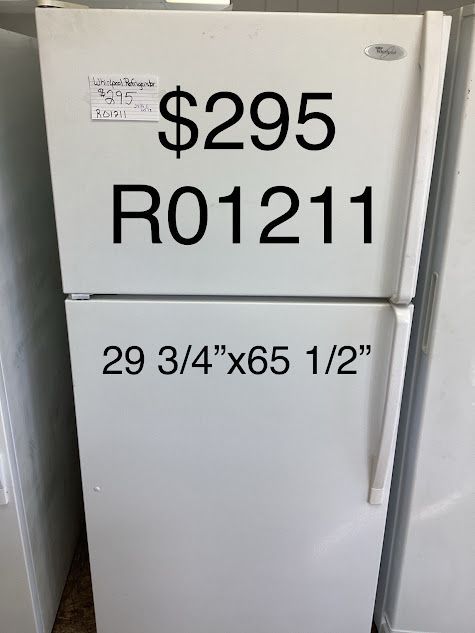 Whirlpool
Whirlpool Refrigerator
$295
R01211
$295
R01211
29 3/4”x65 1/2”